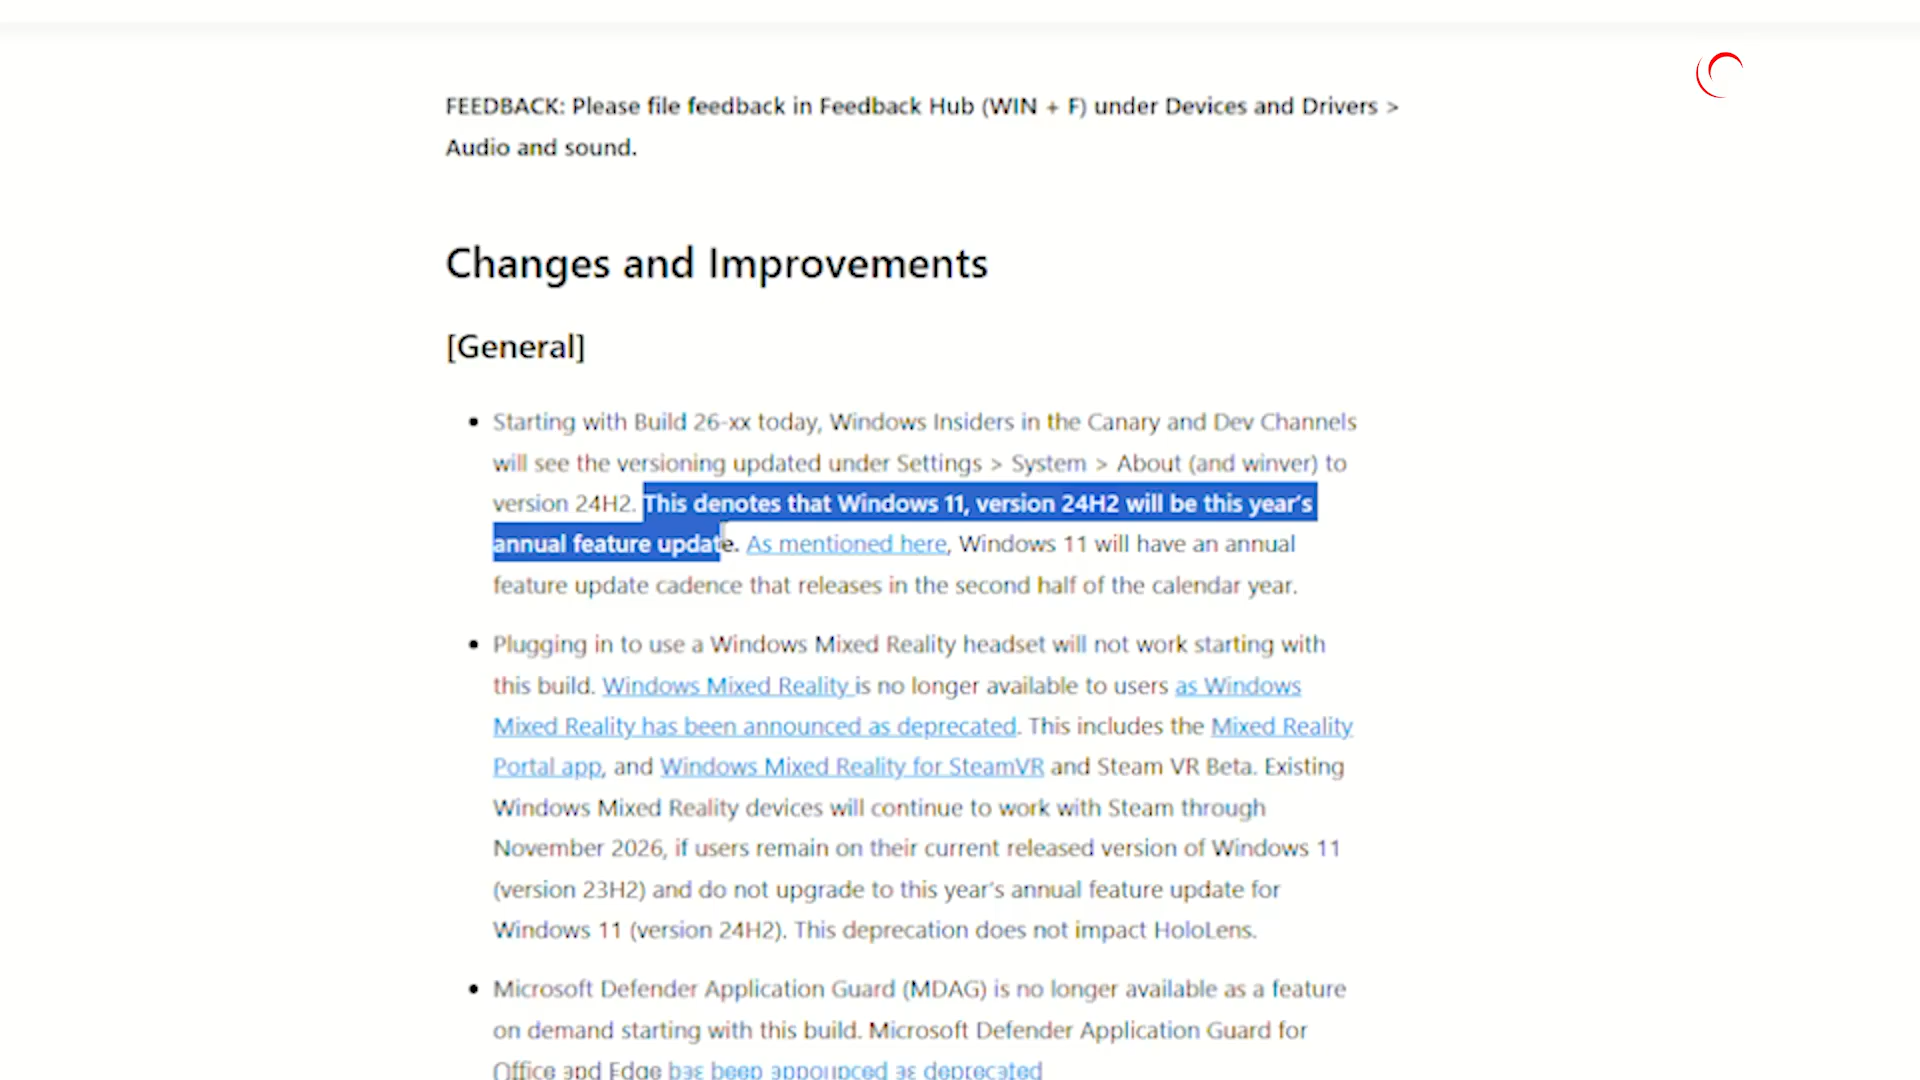 FEEDBACK: Please file feedback in Feedback Hub (WIN + F) under Devices and Drivers >
Audio and sound.
Changes and Improvements
[General]
• Starting with Build 26-xx today, Windows Insiders in the Canary and Dev Channels
will see the versioning updated under Settings > System > About (and winver) to
version 24H2. This denotes that Windows 11, version 24H2 will be this year's
annual feature update. As mentioned here, Windows 11 will have an annual
feature update cadence that releases in the second half of the calendar year.
• Plugging in to use a Windows Mixed Reality headset will not work starting with
this build. Windows Mixed Reality is no longer available to users as Windows
Mixed Reality has been announced as deprecated. This includes the Mixed Reality
Portal app, and Windows Mixed Reality for SteamVR and Steam VR Beta. Existing
Windows Mixed Reality devices will continue to work with Steam through
November 2026, if users remain on their current released version of Windows 11
(version 23H2) and do not upgrade to this year's annual feature update for
Windows 11 (version 24H2). This deprecation does not impact HoloLens.
• Microsoft Defender Application Guard (MDAG) is no longer available as a feature
on demand starting with this build. Microsoft Defender Application Guard for
Office and Edge has been announced as deprecated